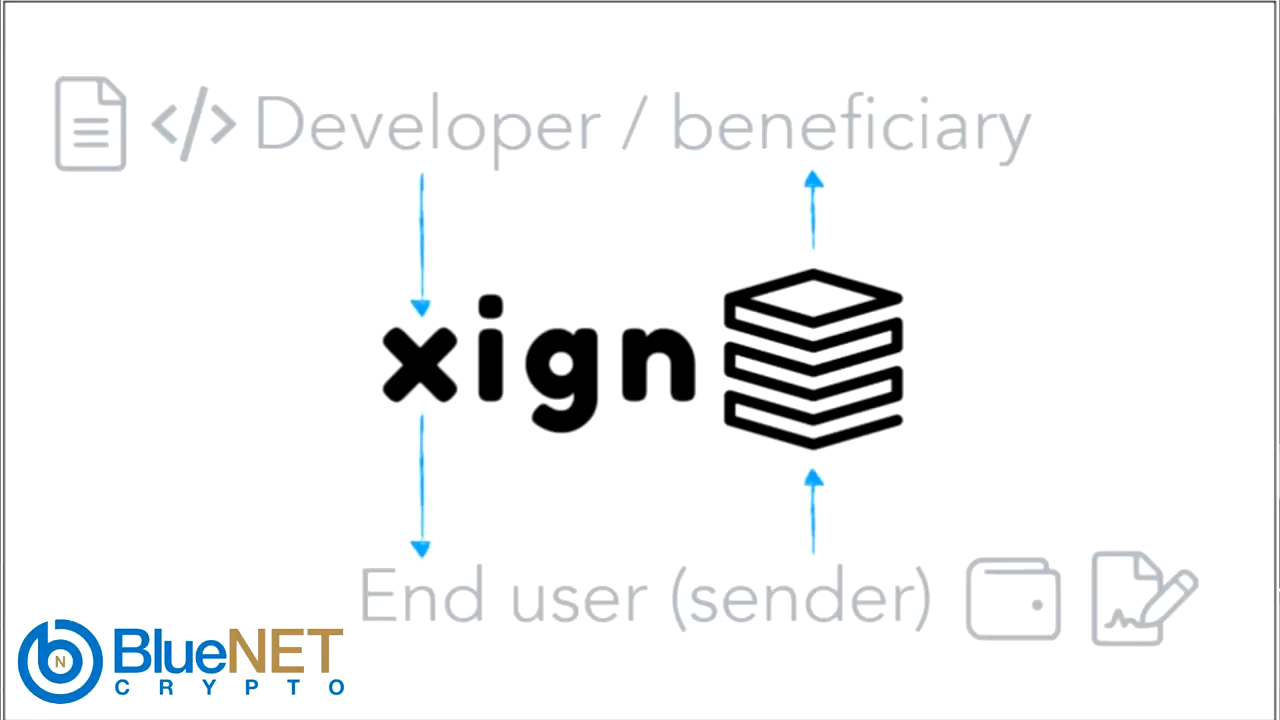 </> Developer / beneficiary
xign
End user (sender)
BlueNET
CRYPTO